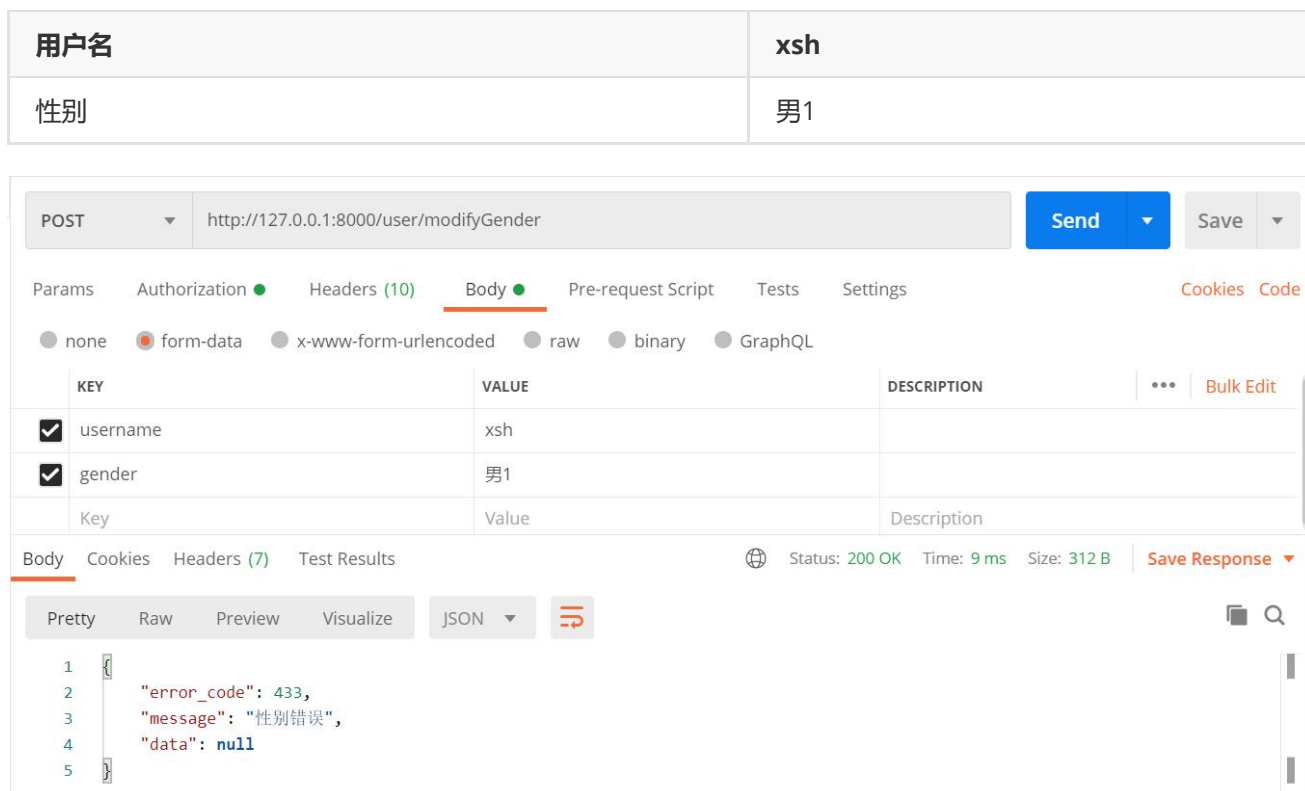 用户名 xsh
性别 男1
POST http://127.0.0.1:8000/user/modifyGender Send Save
Params Authorization Headers (10) Body Pre-request Script Tests Settings Cookies Code
none form-data x-www-form-urlencoded raw binary GraphQL
KEY VALUE DESCRIPTION ••• Bulk Edit
username xsh
gender 男1
Key Value Description
Body Cookies Headers (7) Test Results Status: 200 OK Time: 9 ms Size: 312 B Save Response
Pretty Raw Preview Visualize JSON
1 {
2 "error_code": 433,
3 "message": "性别错误",
4 "data": null
5 }